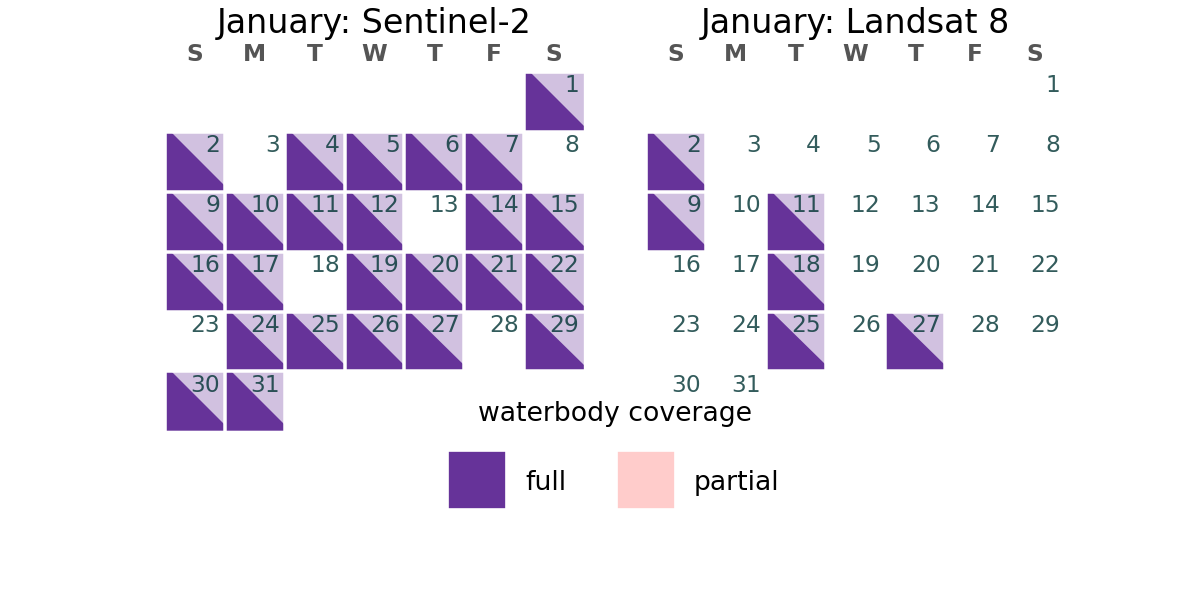 January: Sentinel-2
S M T W T F S
1
2 3 4 5 6 7 8
9 10 11 12 13 14 15
16 17 18 19 20 21 22
23 24 25 26 27 28 29
30 31
January: Landsat 8
S M T W T F S
1
2 3 4 5 6 7 8
9 10 11 12 13 14 15
16 17 18 19 20 21 22
23 24 25 26 27 28 29
30 31
waterbody coverage
full partial